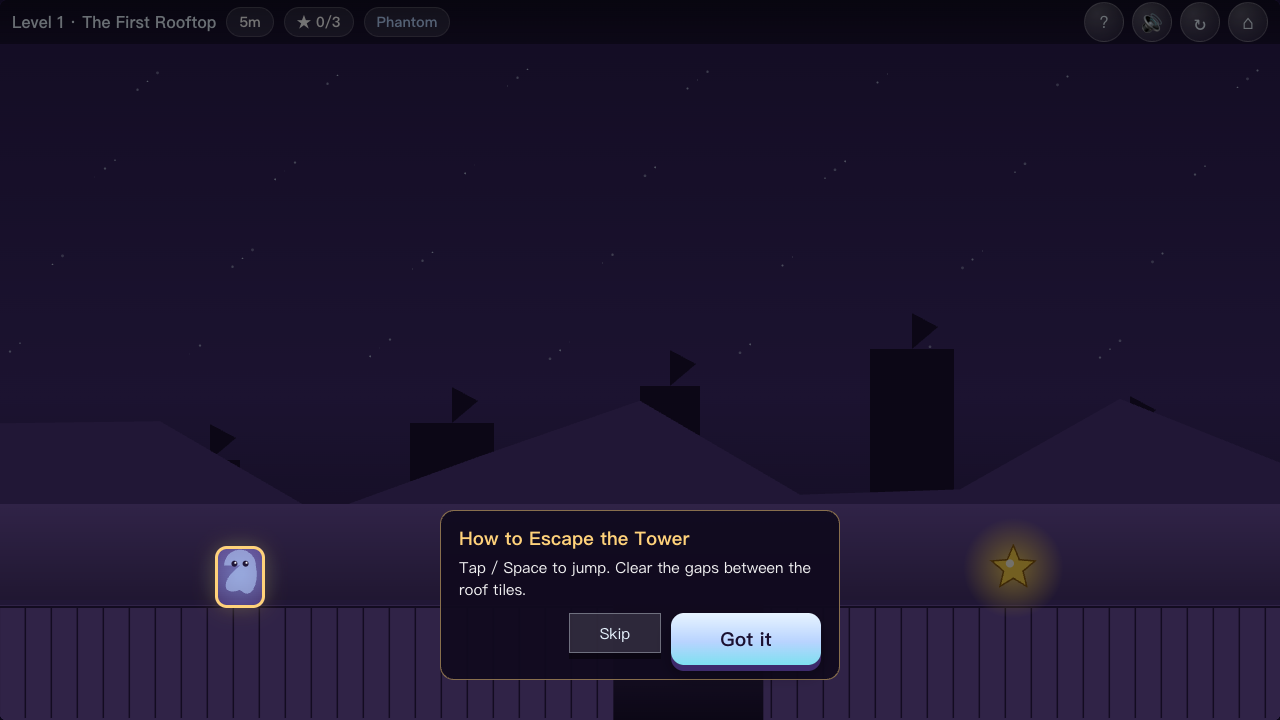 Level 1 · The First Rooftop
5m
★ 0/3
Phantom
?
How to Escape the Tower
Tap / Space to jump. Clear the gaps between the
roof tiles.
Skip
Got it